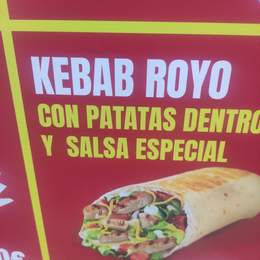 KEBAB ROYO
CON PATATAS DENTRO
Y SALSA ESPECIAL